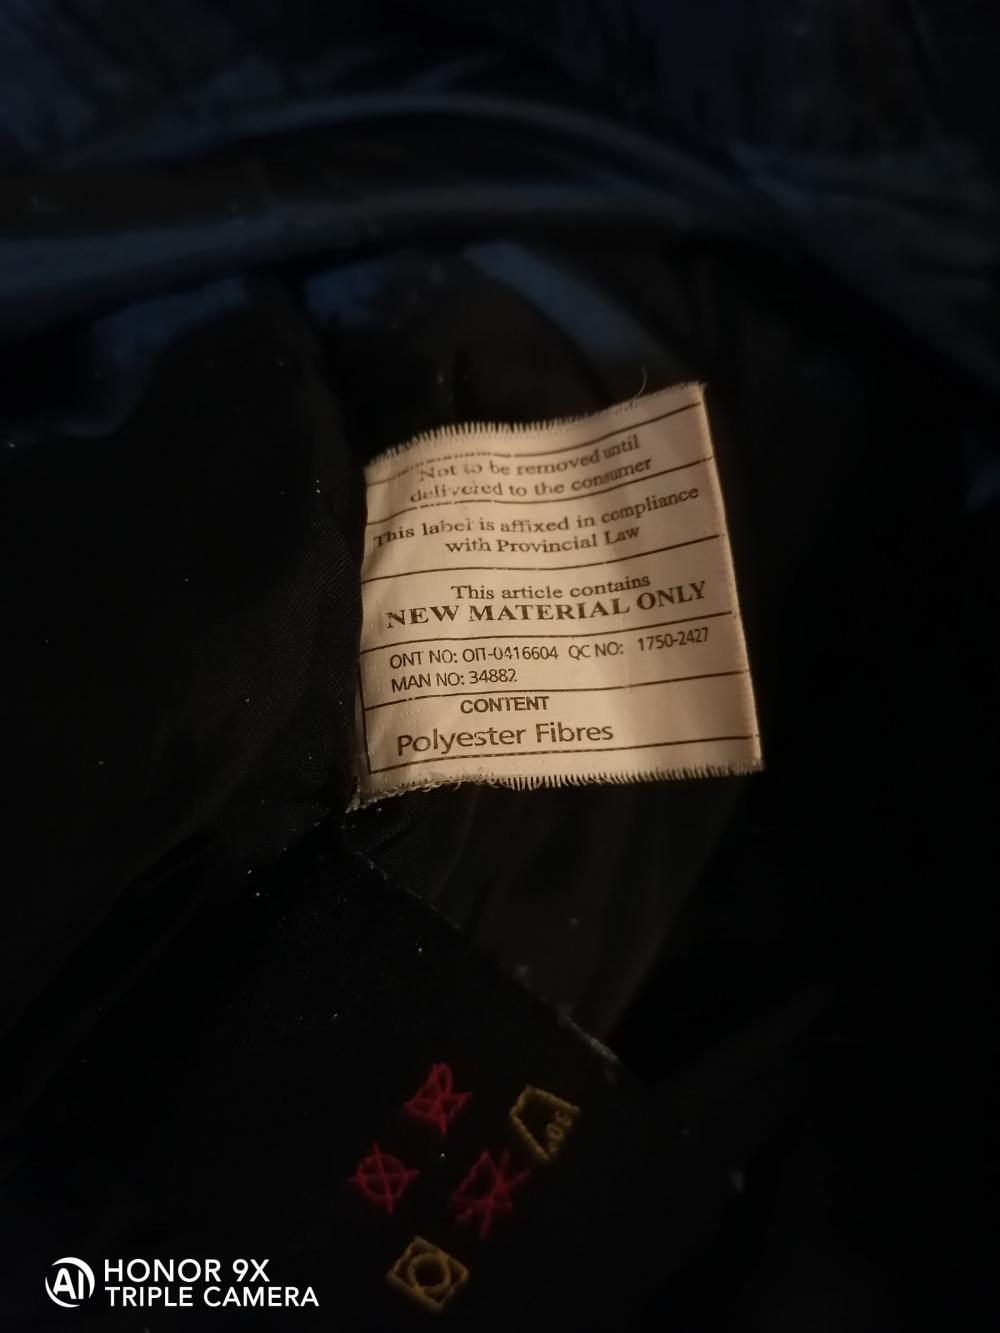 Not to be removed until
delivered to the consumer
This label is affixed in compliance
with Provincial Law
This article contains
NEW MATERIAL ONLY
ONT NO: OIT-0416604 QC NO: 1750-2427
MAN NO: 34882
CONTENT
Polyester Fibres
30°
HONOR 9X
TRIPLE CAMERA